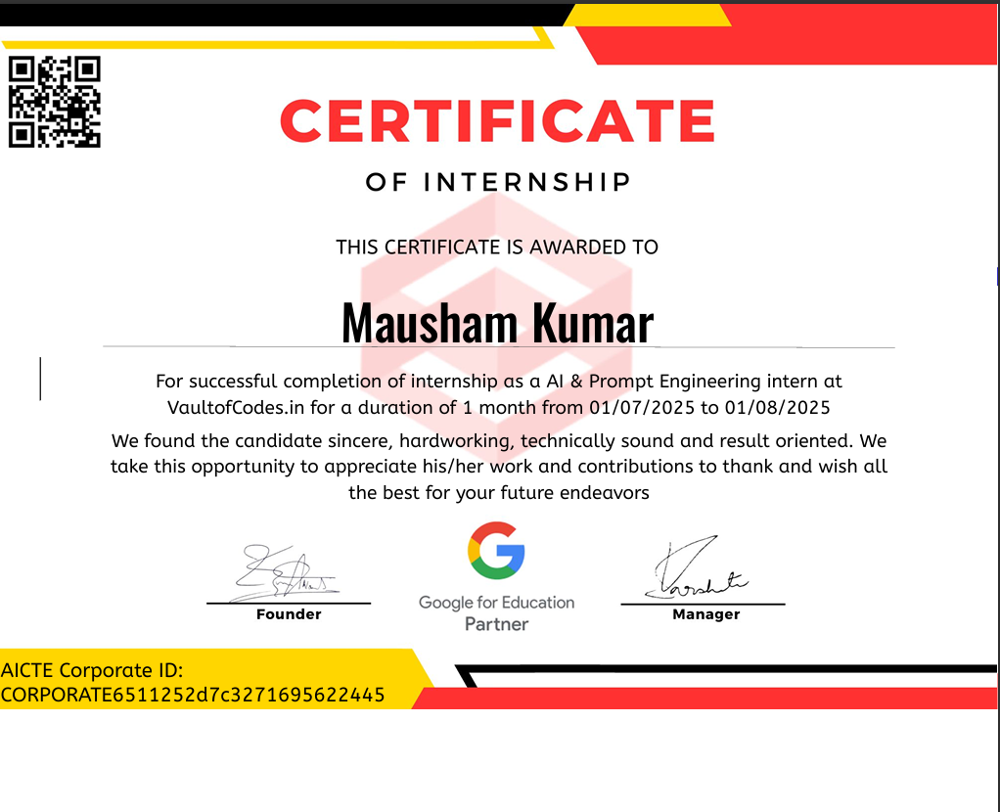 CERTIFICATE
OF INTERNSHIP
THIS CERTIFICATE IS AWARDED TO
Mausham Kumar
For successful completion of internship as a AI & Prompt Engineering intern at
VaultofCodes.in for a duration of 1 month from 01/07/2025 to 01/08/2025
We found the candidate sincere, hardworking, technically sound and result oriented. We
take this opportunity to appreciate his/her work and contributions to thank and wish all
the best for your future endeavors
Google for Education
Partner
Founder
Manager
AICTE Corporate ID:
CORPORATE6511252d7c3271695622445